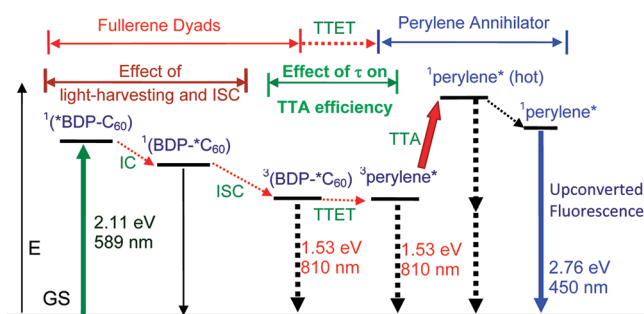 Fullerene Dyads
TTET
Perylene Annihilator
Effect of
light-harvesting and ISC
Effect of τ on
TTA efficiency
¹perylene* (hot)
¹perylene*
¹(*BDP-C₆₀)
¹(BDP-*C₆₀)
IC
ISC
³(BDP-*C₆₀)
TTET
³perylene*
TTA
Upconverted
Fluorescence
2.11 eV
589 nm
1.53 eV
810 nm
1.53 eV
810 nm
2.76 eV
450 nm
E
GS